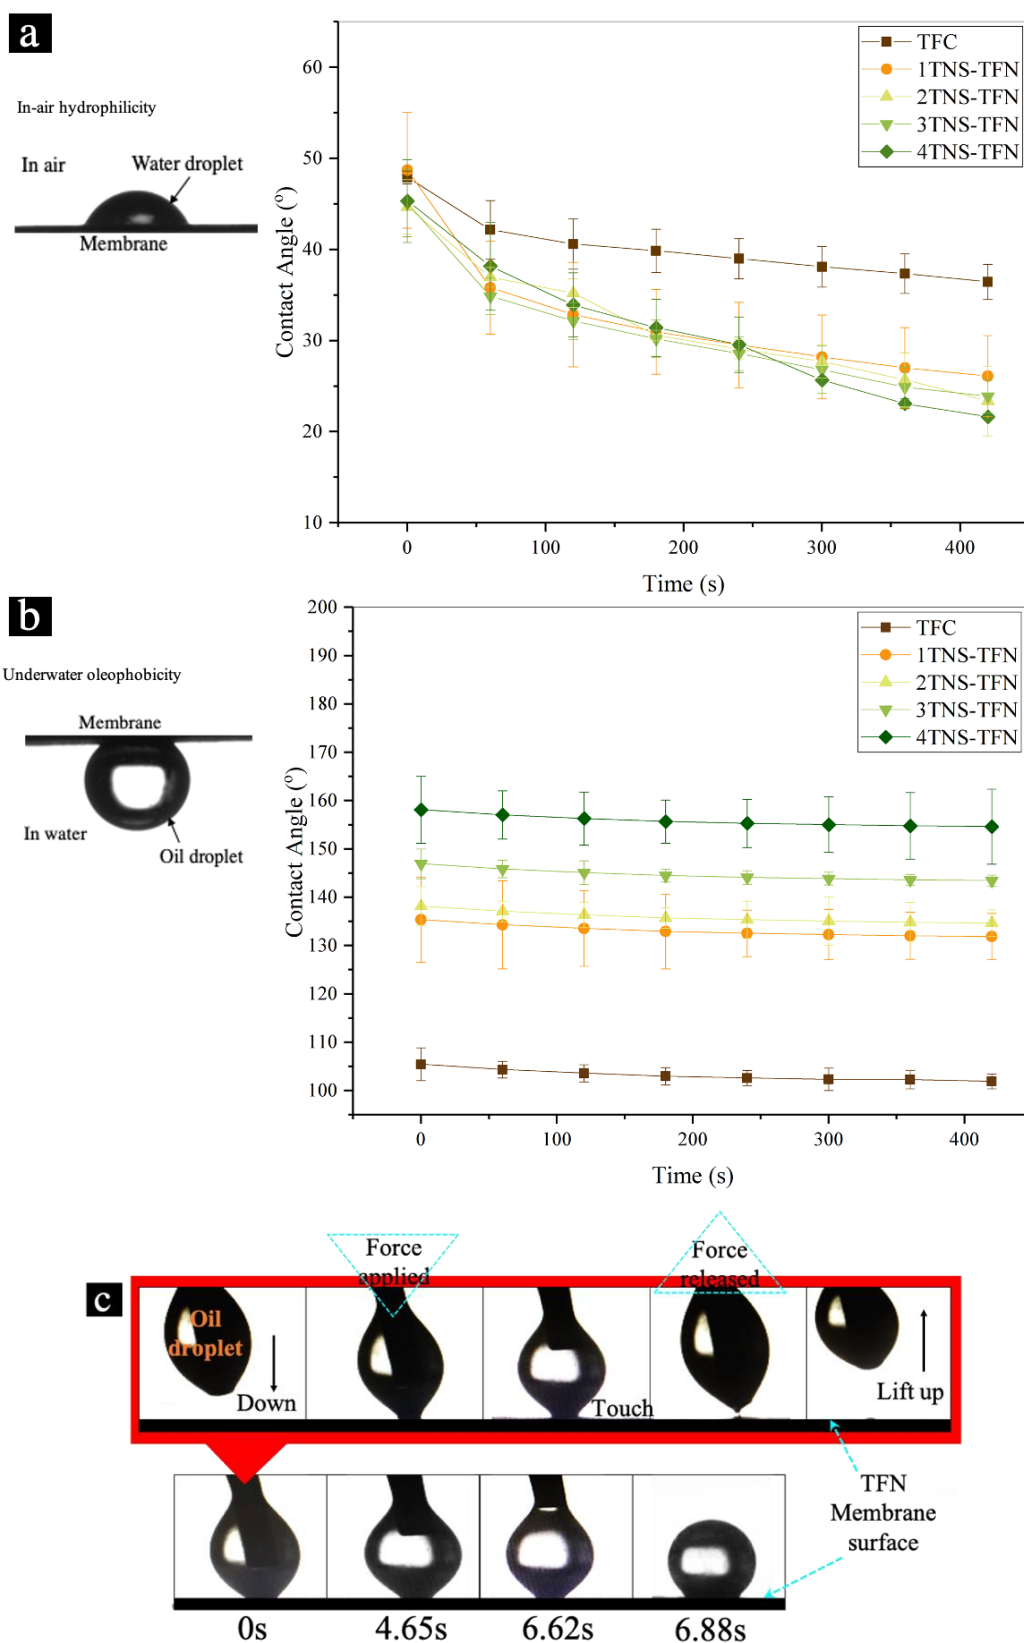 a
In-air hydrophilicity
In air
Water droplet
Membrane
Contact Angle (°)
60
50
40
30
20
10
0
100
200
300
400
Time (s)
TFC
1TNS-TFN
2TNS-TFN
3TNS-TFN
4TNS-TFN
b
Underwater oleophobicity
Membrane
In water
Oil droplet
Contact Angle (°)
200
190
180
170
160
150
140
130
120
110
100
0
100
200
300
400
Time (s)
TFC
1TNS-TFN
2TNS-TFN
3TNS-TFN
4TNS-TFN
c
Force
applied
Force
released
Oil
droplet
Down
Touch
Lift up
TFN
Membrane
surface
0s
4.65s
6.62s
6.88s